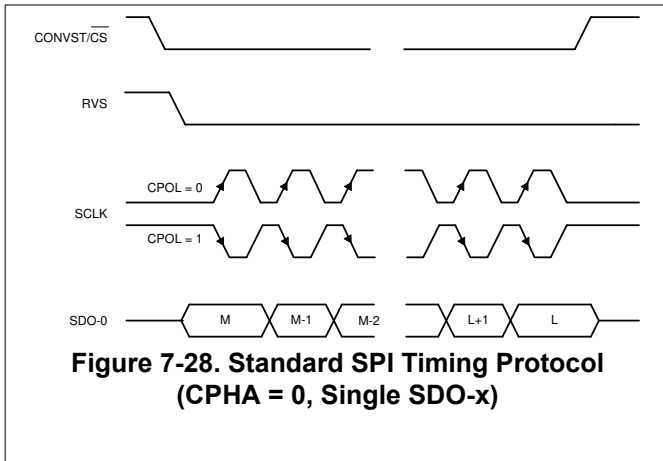 CONVST/CS
RVS
CPOL = 0
SCLK
CPOL = 1
SDO-0 M M-1 M-2 L+1 L
Figure 7-28. Standard SPI Timing Protocol
(CPHA = 0, Single SDO-x)